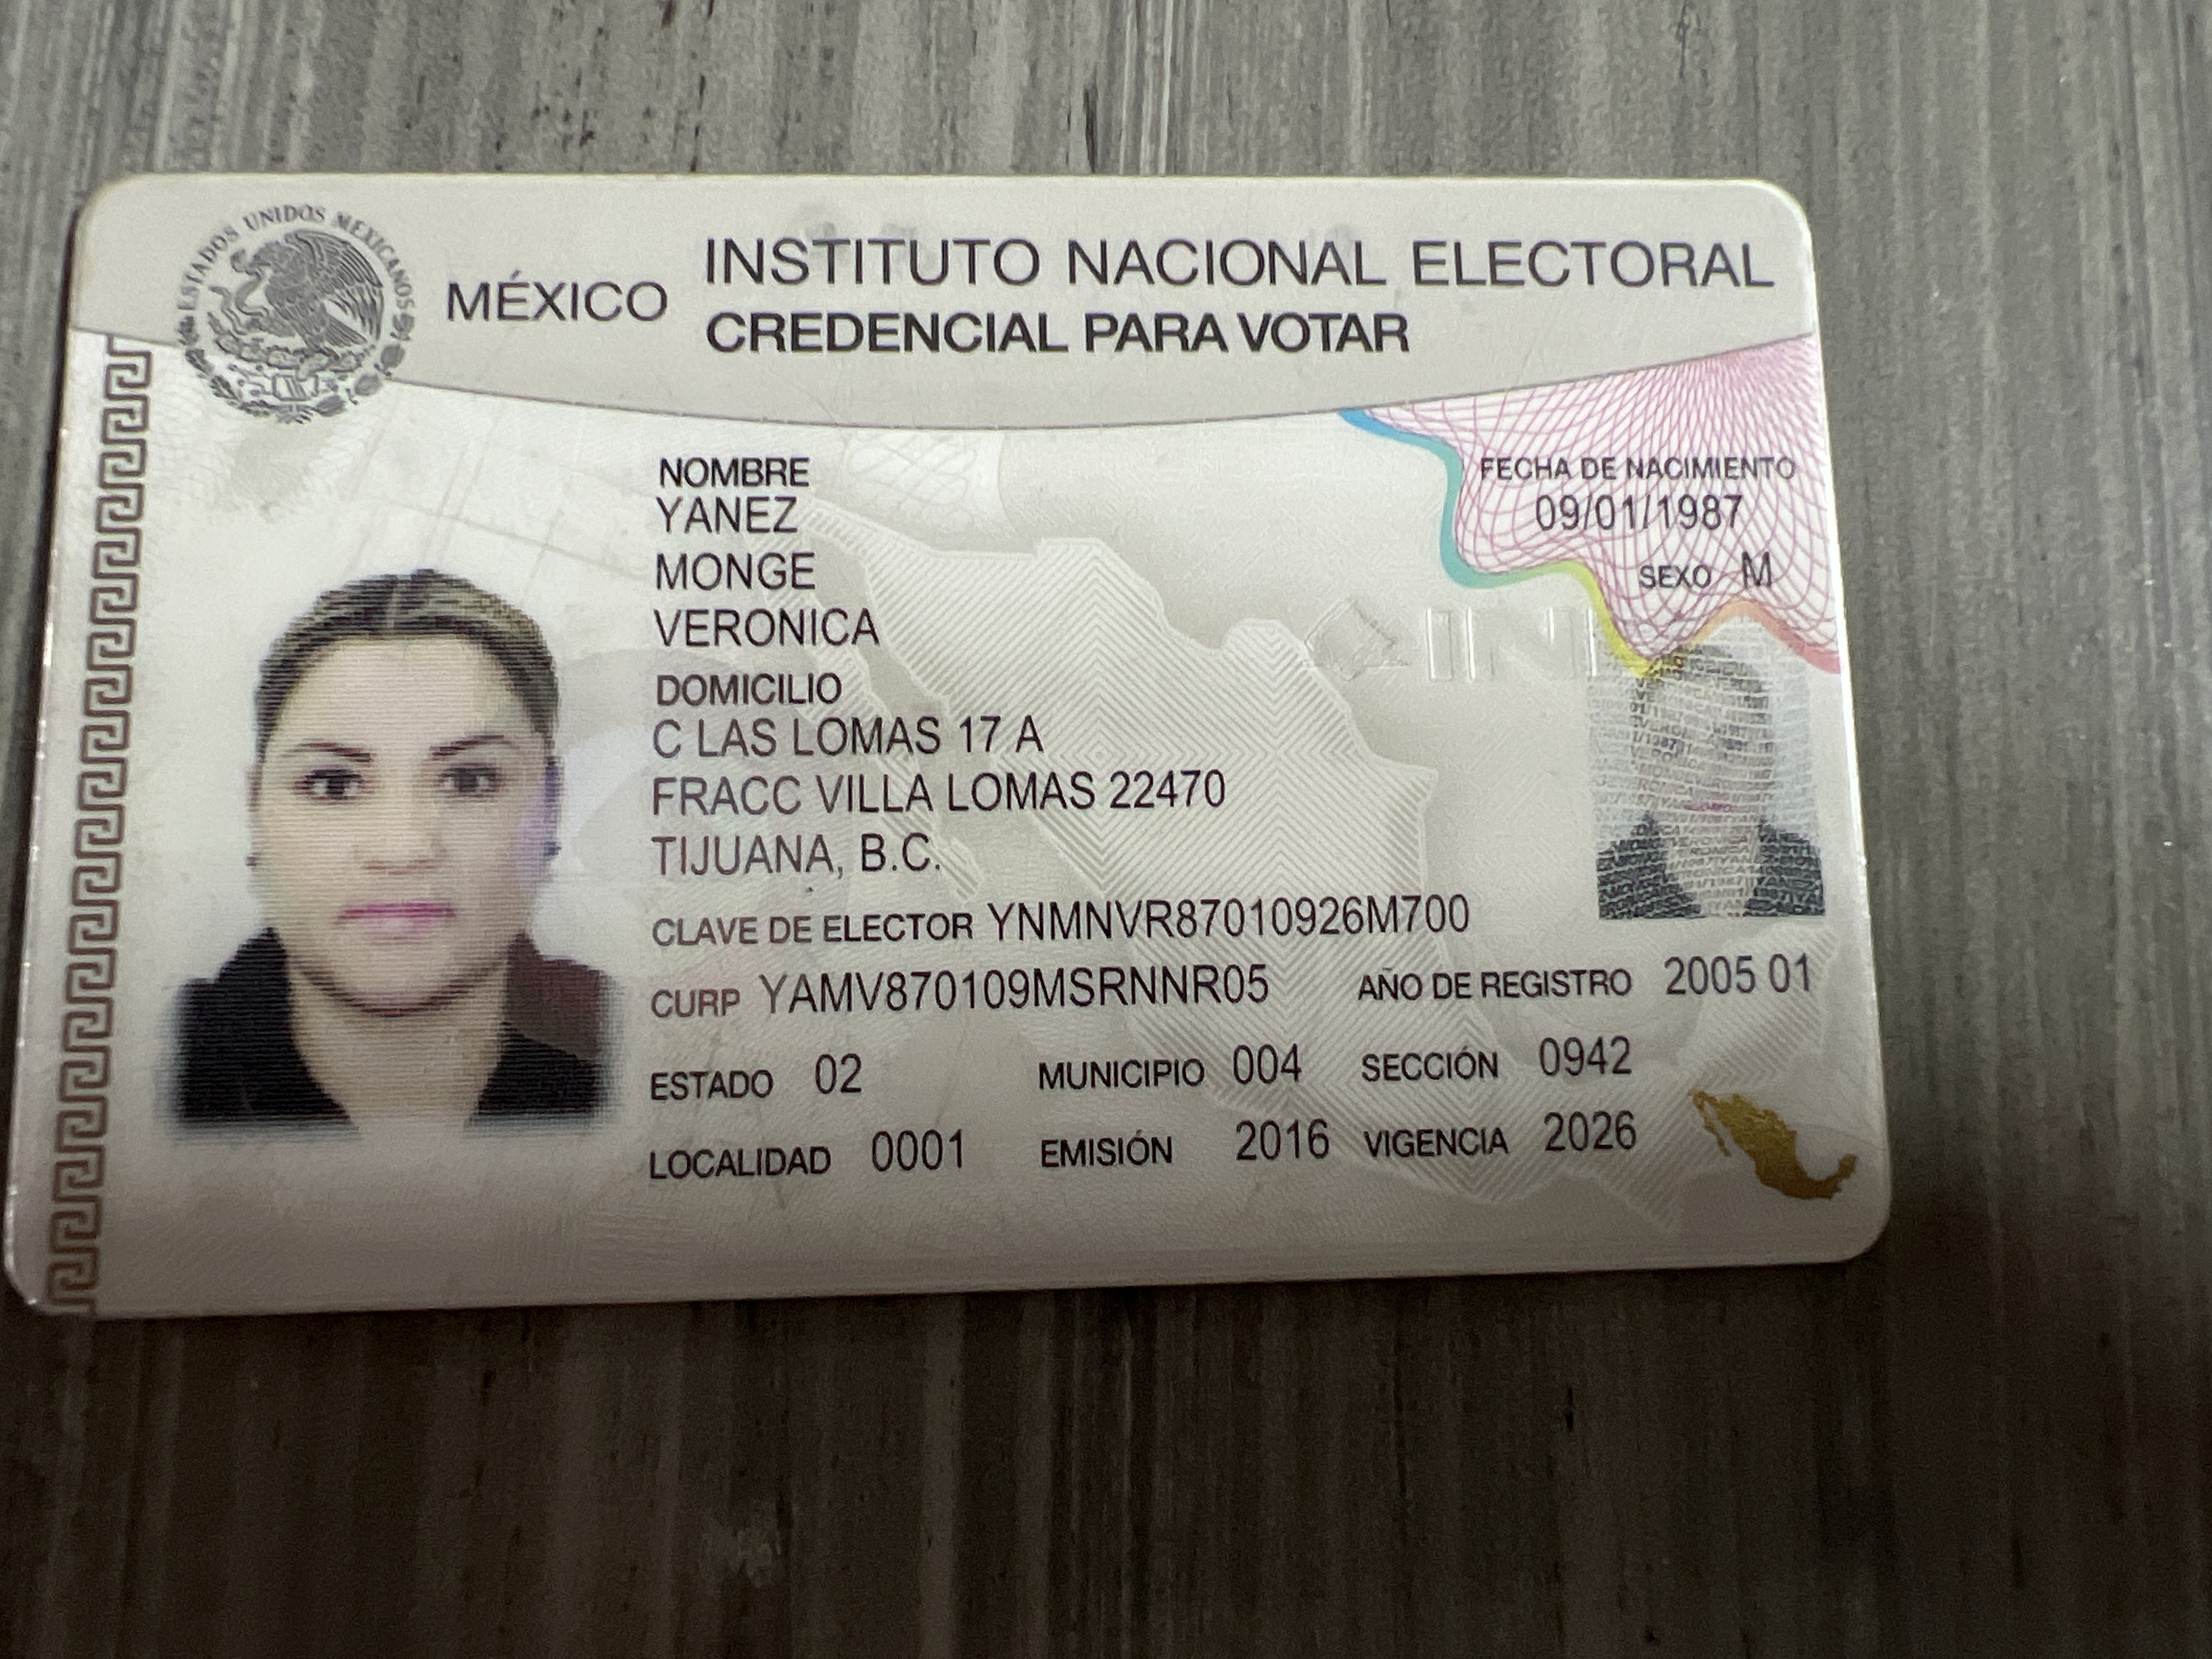 ESTADOS UNIDOS MEXICANOS
MÉXICO INSTITUTO NACIONAL ELECTORAL
CREDENCIAL PARA VOTAR
NOMBRE
YANEZ
MONGE
VERONICA
FECHA DE NACIMIENTO
09/01/1987
SEXO M
DOMICILIO
C LAS LOMAS 17 A
FRACC VILLA LOMAS 22470
TIJUANA, B.C.
CLAVE DE ELECTOR YNMNVR87010926M700
CURP YAMV870109MSRNNR05 AÑO DE REGISTRO 2005 01
ESTADO 02 MUNICIPIO 004 SECCIÓN 0942
LOCALIDAD 0001 EMISIÓN 2016 VIGENCIA 2026